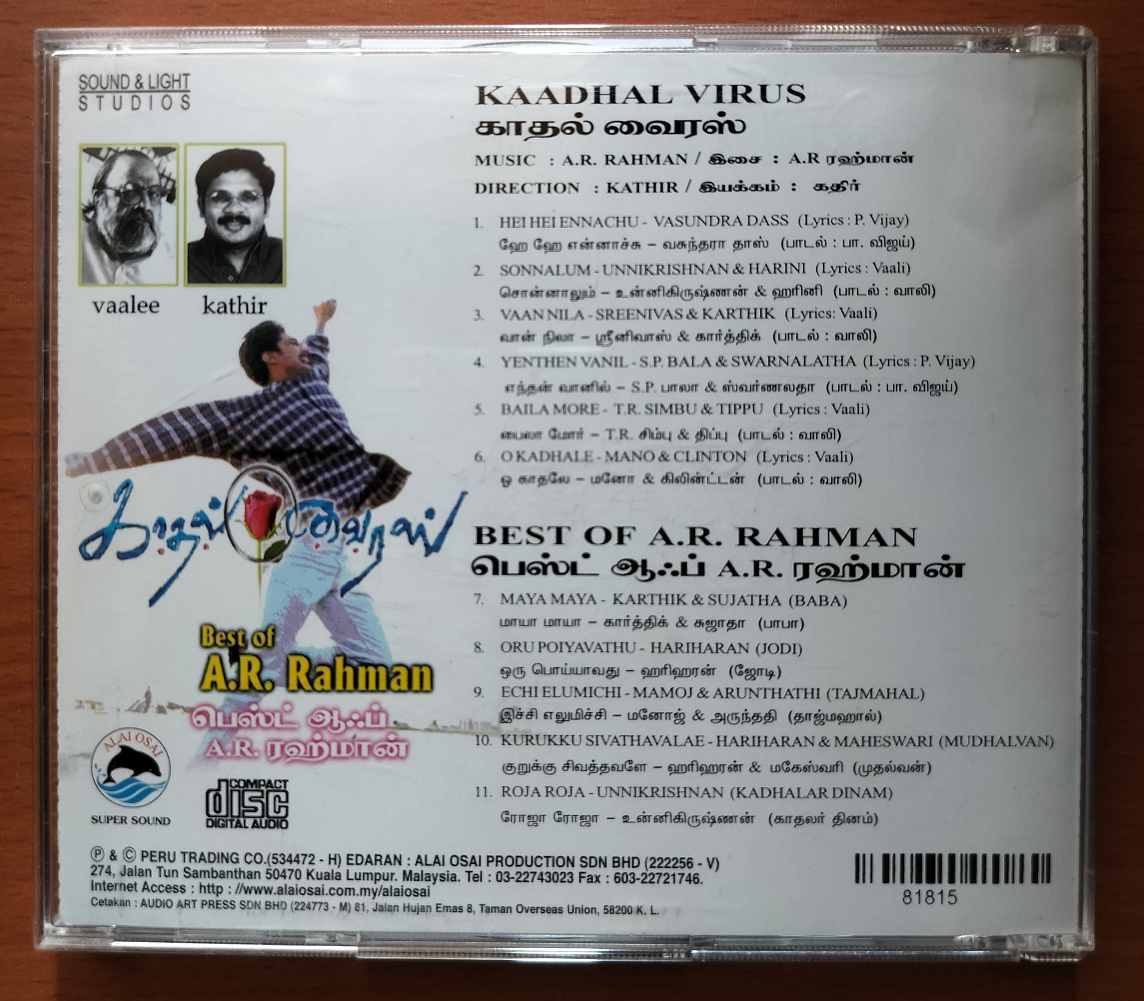 SOUND & LIGHT
STUDIOS
vaalee
kathir
காதல் வைரஸ்
Best of
A.R. Rahman
பெஸ்ட் ஆஃப்
A.R. ரஹ்மான்
ALAI OSAI
SUPER SOUND
COMPACT
disc
DIGITAL AUDIO
KAADHAL VIRUS
காதல் வைரஸ்
MUSIC : A.R. RAHMAN / இசை : A.R ரஹ்மான்
DIRECTION : KATHIR / இயக்கம் : கதிர்
1. HEI HEI ENNACHU - VASUNDRA DASS (Lyrics : P. Vijay)
ஹே ஹே என்னாச்சு – வசுந்தரா தாஸ் (பாடல் : பா. விஜய்)
2. SONNALUM - UNNIKRISHNAN & HARINI (Lyrics : Vaali)
சொன்னாலும் – உன்னிகிருஷ்ணன் & ஹரினி (பாடல் : வாலி)
3. VAAN NILA - SREENIVAS & KARTHIK (Lyrics: Vaali)
வான் நிலா – ஸ்ரீனிவாஸ் & கார்த்திக் (பாடல் : வாலி)
4. YENTHEN VANIL - S.P. BALA & SWARNALATHA (Lyrics : P. Vijay)
எந்தன் வானில் – S.P. பாலா & ஸ்வர்ணலதா (பாடல் : பா. விஜய்)
5. BAILA MORE - T.R. SIMBU & TIPPU (Lyrics : Vaali)
பைலா மோர் – T.R. சிம்பு & திப்பு (பாடல் : வாலி)
6. O KADHALE - MANO & CLINTON (Lyrics : Vaali)
ஒ காதலே – மனோ & கிலின்ட்டன் (பாடல் : வாலி)
BEST OF A.R. RAHMAN
பெஸ்ட் ஆஃப் A.R. ரஹ்மான்
7. MAYA MAYA - KARTHIK & SUJATHA (BABA)
மாயா மாயா – கார்த்திக் & சுஜாதா (பாபா)
8. ORU POIYAVATHU - HARIHARAN (JODI)
ஒரு பொய்யாவது – ஹரிஹரன் (ஜோடி)
9. ECHI ELUMICHI - MAMOJ & ARUNTHATHI (TAJMAHAL)
இச்சி எலுமிச்சி – மனோஜ் & அருந்ததி (தாஜ்மஹால்)
10. KURUKKU SIVATHAVALAE - HARIHARAN & MAHESWARI (MUDHALVAN)
குறுக்கு சிவத்தவளே – ஹரிஹரன் & மகேஸ்வரி (முதல்வன்)
11. ROJA ROJA - UNNIKRISHNAN (KADHALAR DINAM)
ரோஜா ரோஜா – உன்னிகிருஷ்ணன் (காதலர் தினம்)
℗ & © PERU TRADING CO.(534472 - H) EDARAN : ALAI OSAI PRODUCTION SDN BHD (222256 - V)
274, Jalan Tun Sambanthan 50470 Kuala Lumpur. Malaysia. Tel : 03-22743023 Fax : 603-22721746.
Internet Access : http : //www.alaiosai.com.my/alaiosai
Cetakan : AUDIO ART PRESS SDN BHD (224773 - M) 81, Jalan Hujan Emas 8, Taman Overseas Union, 58200 K. L.
81815